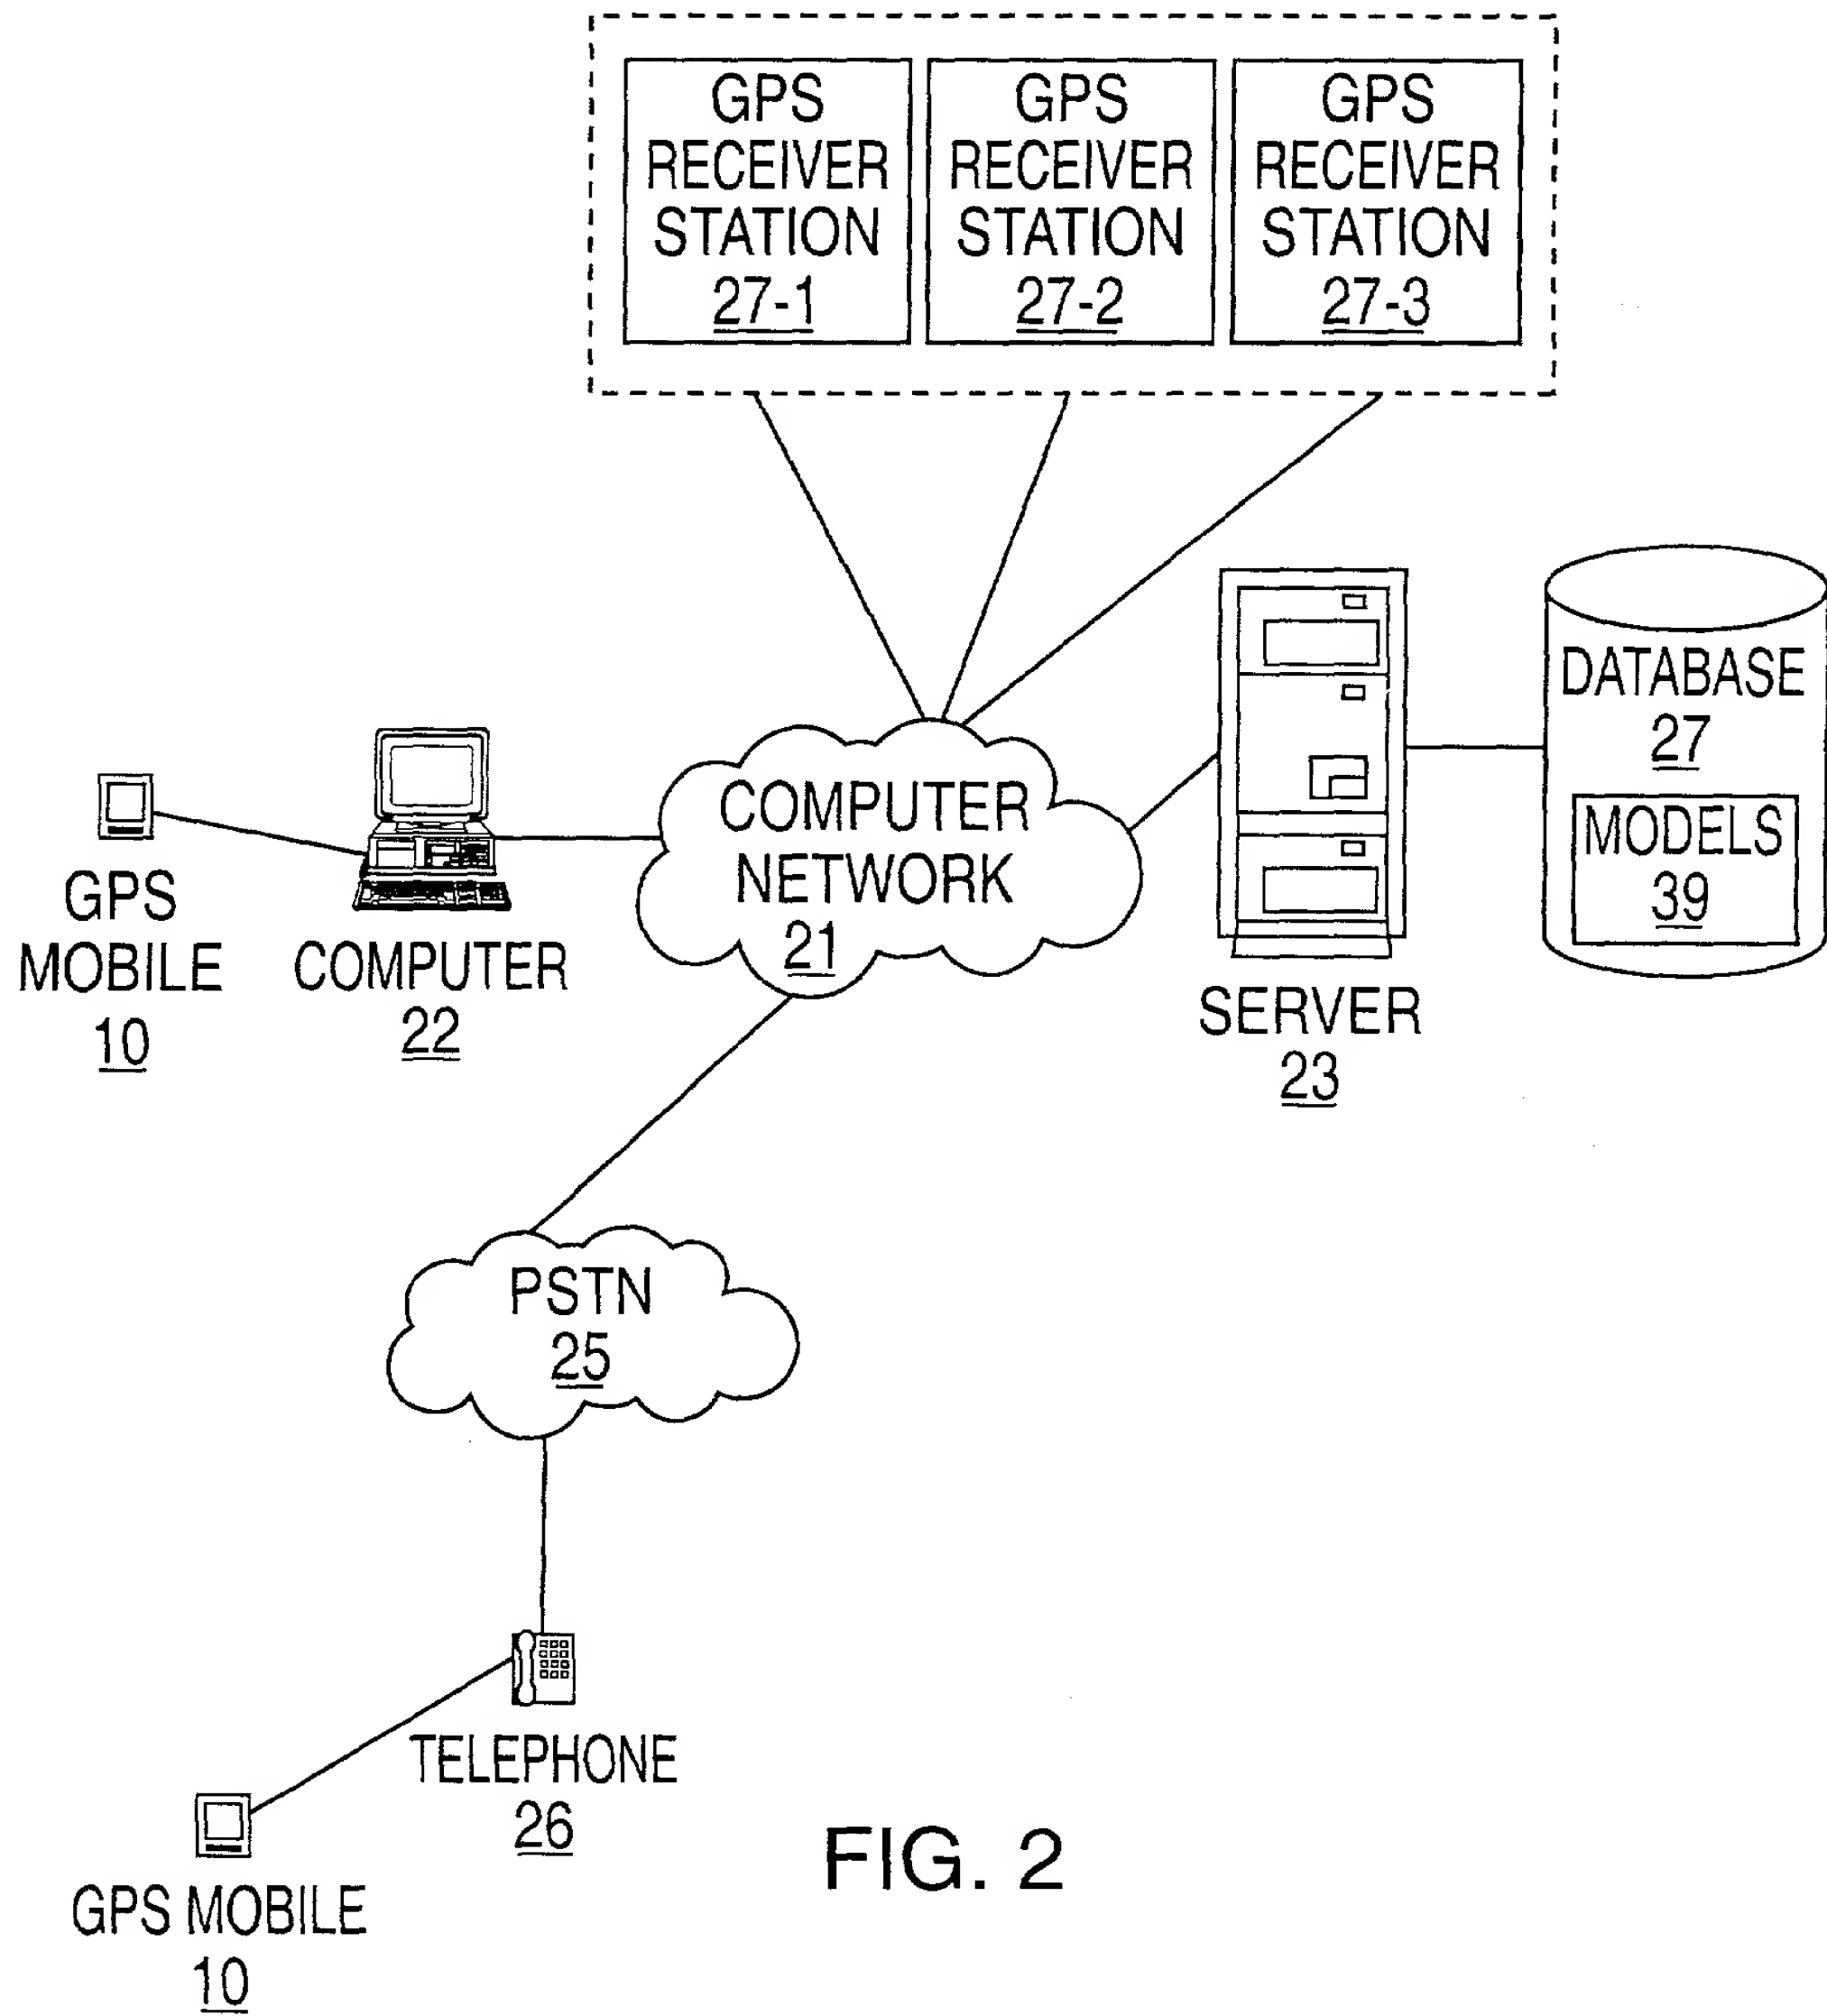 GPS
RECEIVER
STATION
27-1
GPS
RECEIVER
STATION
27-2
GPS
RECEIVER
STATION
27-3
DATABASE
27
MODELS
39
COMPUTER
NETWORK
21
GPS
MOBILE
10
COMPUTER
22
SERVER
23
PSTN
25
TELEPHONE
26
GPS MOBILE
10
FIG. 2